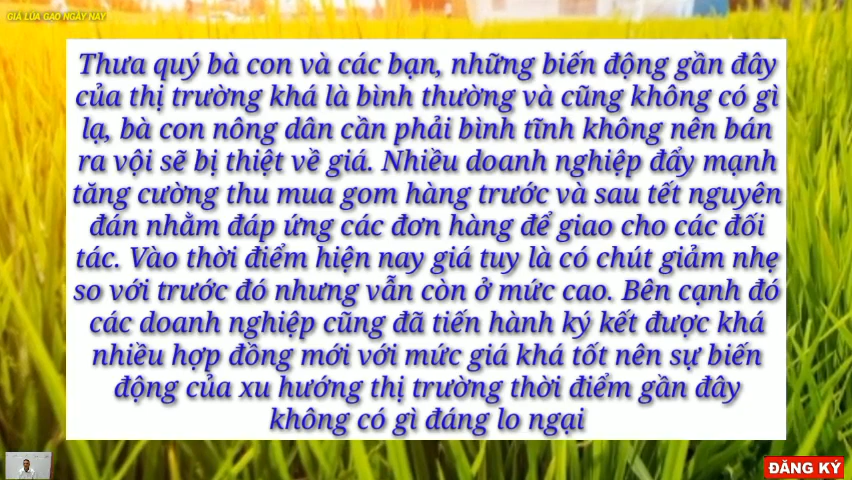 GIÁ LÚA GẠO NGÀY NAY
Thưa quý bà con và các bạn, những biến động gần đây
của thị trường khá là bình thường và cũng không có gì
lạ, bà con nông dân cần phải bình tĩnh không nên bán
ra vội sẽ bị thiệt về giá. Nhiều doanh nghiệp đẩy mạnh
tăng cường thu mua gom hàng trước và sau tết nguyên
đán nhằm đáp ứng các đơn hàng để giao cho các đối
tác. Vào thời điểm hiện nay giá tuy là có chút giảm nhẹ
so với trước đó nhưng vẫn còn ở mức cao. Bên cạnh đó
các doanh nghiệp cũng đã tiến hành ký kết được khá
nhiều hợp đồng mới với mức giá khá tốt nên sự biến
động của xu hướng thị trường thời điểm gần đây
không có gì đáng lo ngại
ĐĂNG KÝ